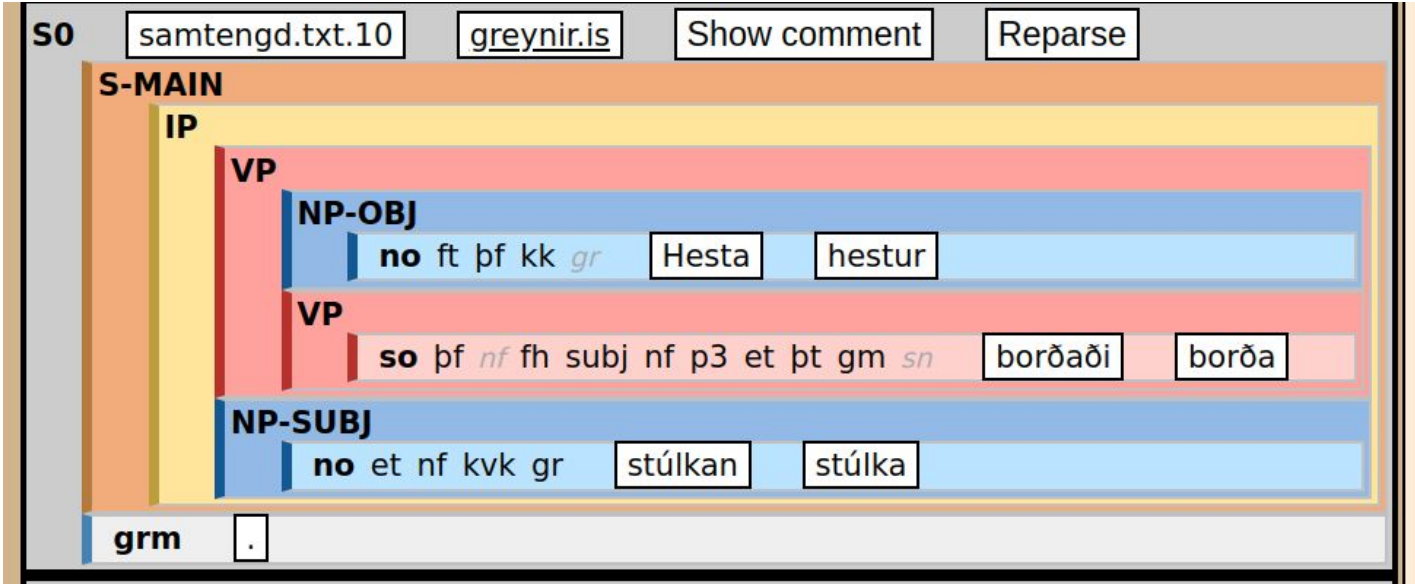 S0 samtengd.txt.10 greynir.is Show comment Reparse
S-MAIN
IP
VP
NP-OBJ
no ft þf kk gr Hesta hestur
VP
so þf nf fh subj nf p3 et þt gm sn borðaði borða
NP-SUBJ
no et nf kvk gr stúlkan stúlka
grm .